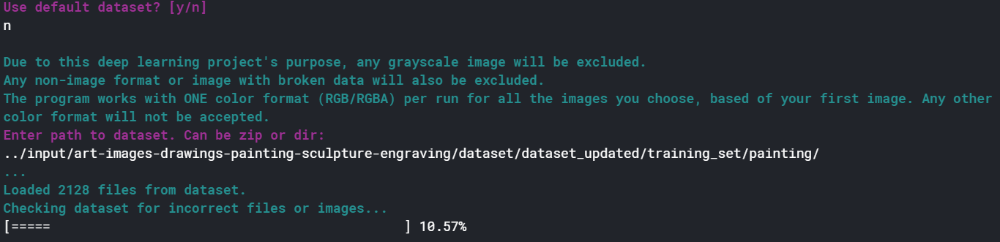 Use default dataset? [y/n]
n
Due to this deep learning project's purpose, any grayscale image will be excluded.
Any non-image format or image with broken data will also be excluded.
The program works with ONE color format (RGB/RGBA) per run for all the images you choose, based of your first image. Any other
color format will not be accepted.
Enter path to dataset. Can be zip or dir:
../input/art-images-drawings-painting-sculpture-engraving/dataset/dataset_updated/training_set/painting/
...
Loaded 2128 files from dataset.
Checking dataset for incorrect files or images...
[=====                                             ] 10.57%